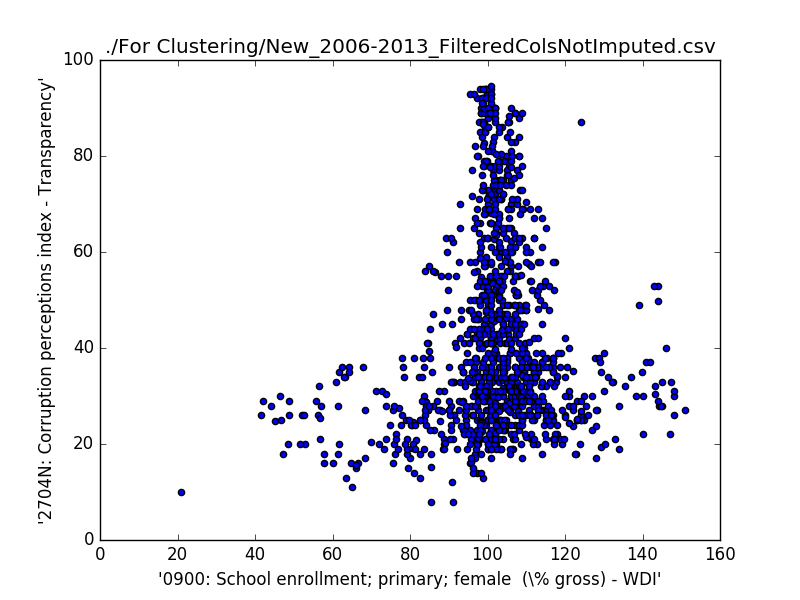 ./For Clustering/New_2006-2013_FilteredColsNotImputed.csv
100
80
60
40
20
0
'2704N: Corruption perceptions index - Transparency'
0 20 40 60 80 100 120 140 160
'0900: School enrollment; primary; female  (\% gross) - WDI'